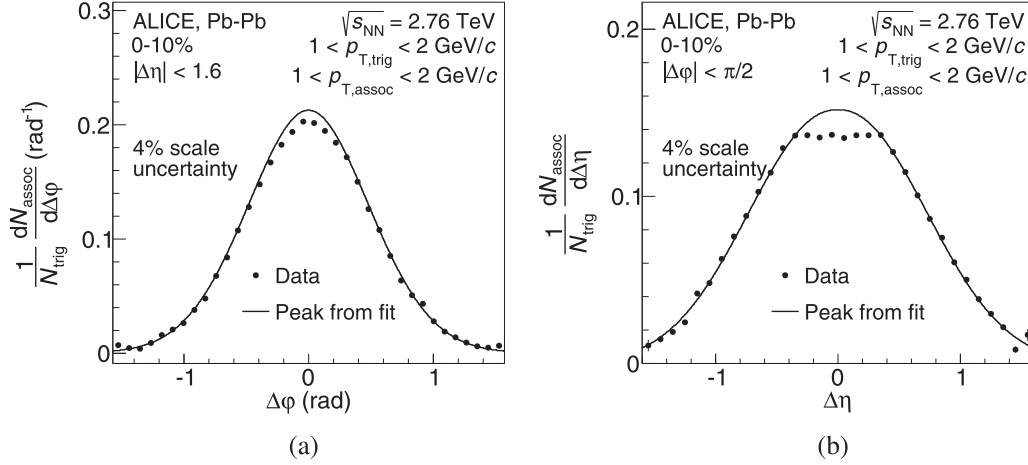 ALICE, Pb-Pb
0-10%
|Δη| < 1.6
√sNN = 2.76 TeV
1 < pT,trig < 2 GeV/c
1 < pT,assoc < 2 GeV/c
4% scale
uncertainty
Data
Peak from fit
0.3
0.2
0.1
0
1/Ntrig dNassoc/dΔφ (rad-1)
-1 0 1
Δφ (rad)
(a)
ALICE, Pb-Pb
0-10%
|Δφ| < π/2
√sNN = 2.76 TeV
1 < pT,trig < 2 GeV/c
1 < pT,assoc < 2 GeV/c
4% scale
uncertainty
Data
Peak from fit
0.2
0.1
0
1/Ntrig dNassoc/dΔη
-1 0 1
Δη
(b)